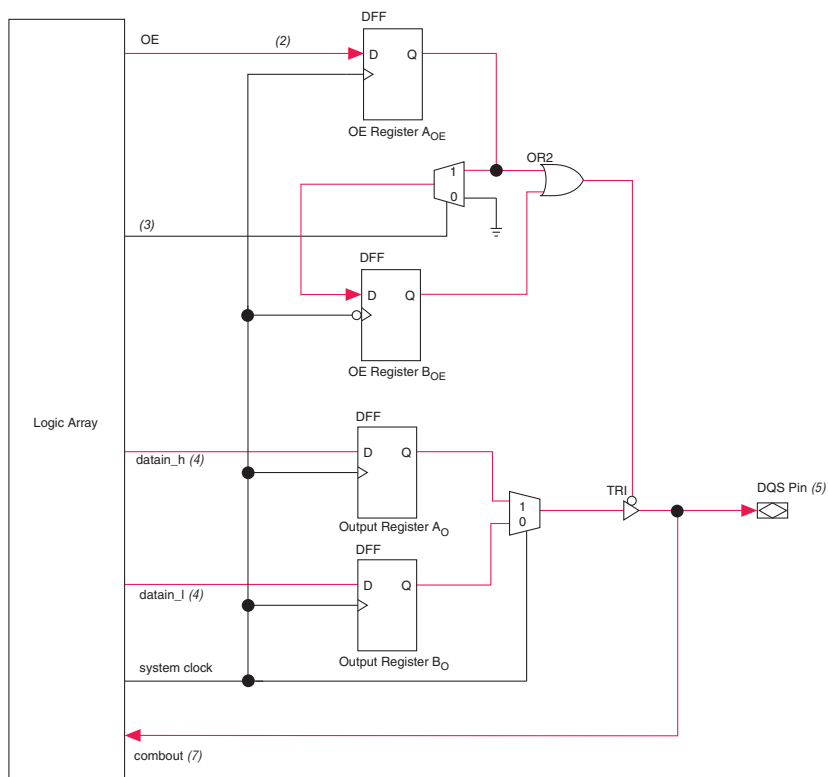 DFF
OE (2)
D Q
OE Register AOE
OR2
1
0
(3)
DFF
D Q
OE Register BOE
Logic Array
DFF
datain_h (4)
D Q
Output Register AO
1
0
TRI
DQS Pin (5)
DFF
datain_l (4)
D Q
Output Register BO
system clock
combout (7)